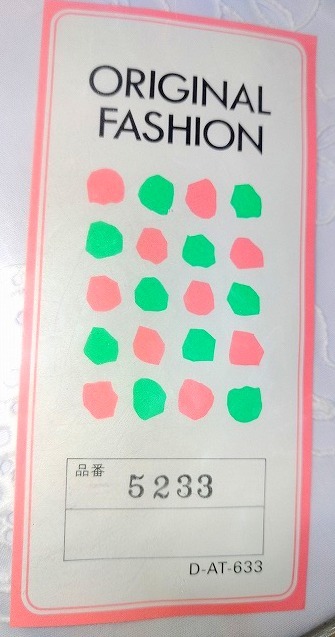 ORIGINAL
FASHION
品番
5233
D-AT-633